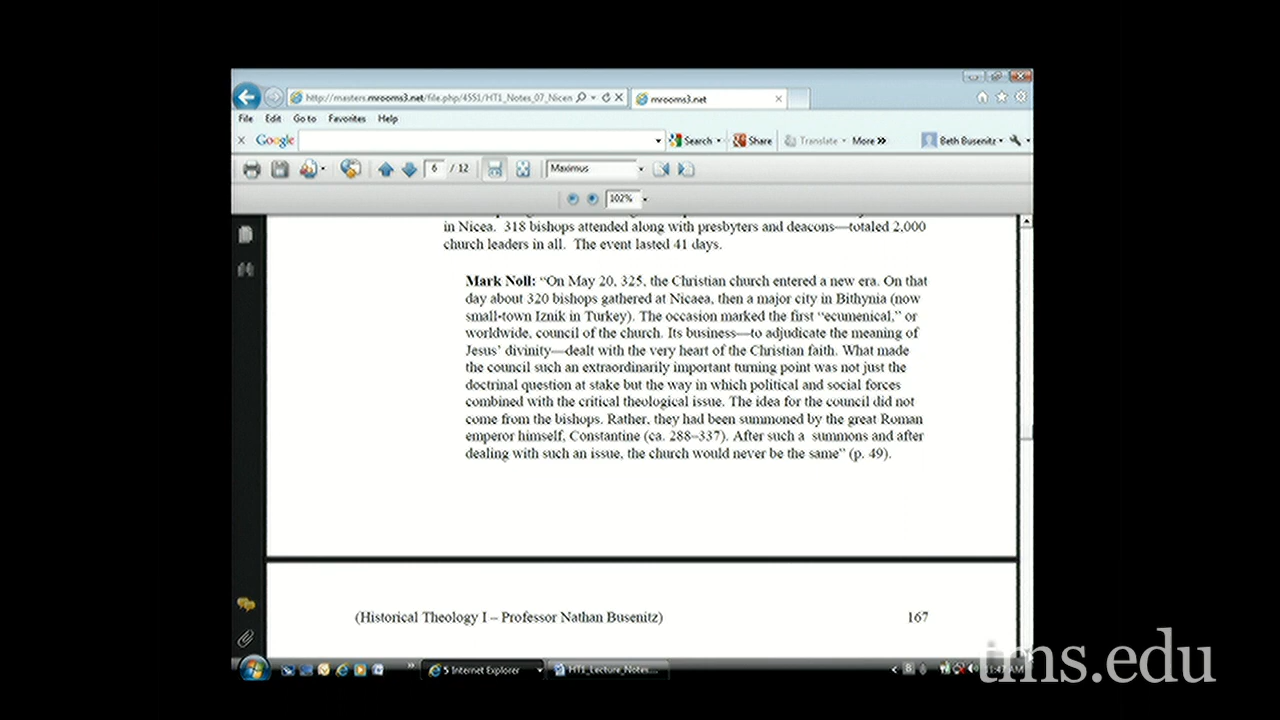 http://masters.mrooms3.net/file.php/4551/HT1_Notes_07_Nicen
mrooms3.net
File Edit Go to Favorites Help
x Google Search Share Translate More » Beth Busenitz
6 / 12 Maximus
102%
in Nicea. 318 bishops attended along with presbyters and deacons—totaled 2,000
church leaders in all. The event lasted 41 days.
Mark Noll: “On May 20, 325, the Christian church entered a new era. On that
day about 320 bishops gathered at Nicaea, then a major city in Bithynia (now
small-town Iznik in Turkey). The occasion marked the first “ecumenical,” or
worldwide, council of the church. Its business—to adjudicate the meaning of
Jesus’ divinity—dealt with the very heart of the Christian faith. What made
the council such an extraordinarily important turning point was not just the
doctrinal question at stake but the way in which political and social forces
combined with the critical theological issue. The idea for the council did not
come from the bishops. Rather, they had been summoned by the great Roman
emperor himself, Constantine (ca. 288–337). After such a summons and after
dealing with such an issue, the church would never be the same” (p. 49).
(Historical Theology I – Professor Nathan Busenitz) 167
5 Internet Explorer HT1_Lecture_Notes...
tms.edu